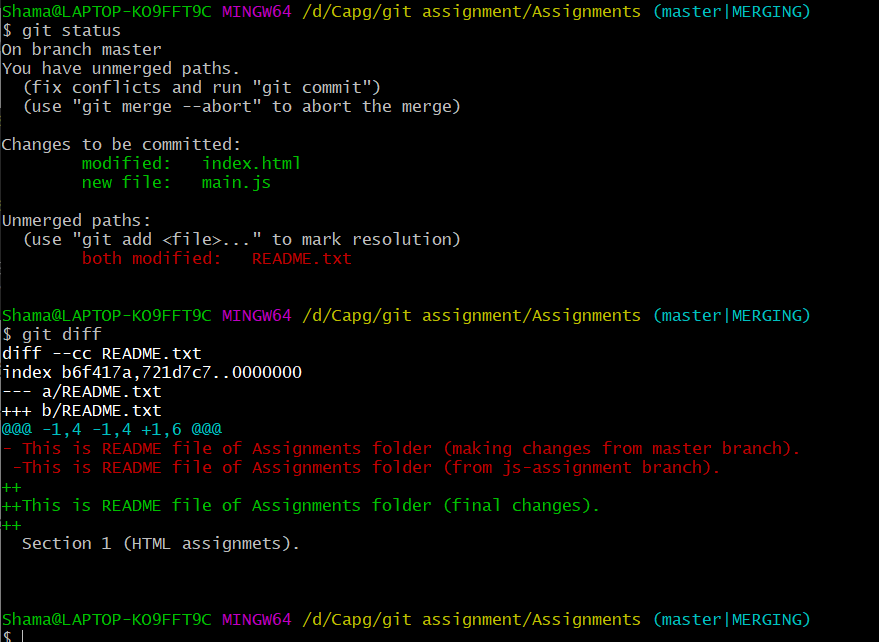 Shama@LAPTOP-KO9FFT9C MINGW64 /d/Capg/git assignment/Assignments (master|MERGING)
$ git status
On branch master
You have unmerged paths.
  (fix conflicts and run "git commit")
  (use "git merge --abort" to abort the merge)

Changes to be committed:
        modified:   index.html
        new file:   main.js

Unmerged paths:
  (use "git add <file>..." to mark resolution)
        both modified:   README.txt

Shama@LAPTOP-KO9FFT9C MINGW64 /d/Capg/git assignment/Assignments (master|MERGING)
$ git diff
diff --cc README.txt
index b6f417a,721d7c7..0000000
--- a/README.txt
+++ b/README.txt
@@@ -1,4 -1,4 +1,6 @@@
- This is README file of Assignments folder (making changes from master branch).
 -This is README file of Assignments folder (from js-assignment branch).
++
++This is README file of Assignments folder (final changes).
++
  Section 1 (HTML assignmets).

Shama@LAPTOP-KO9FFT9C MINGW64 /d/Capg/git assignment/Assignments (master|MERGING)
$